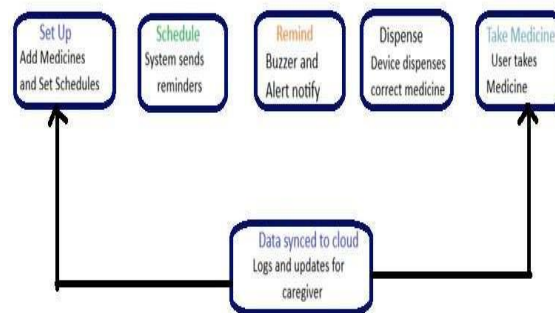 Set Up
Add Medicines
and Set Schedules
Schedule
System sends
reminders
Remind
Buzzer and
Alert notify
Dispense
Device dispenses
correct medicine
Take Medicine
User takes
Medicine
Data synced to cloud
Logs and updates for
caregiver